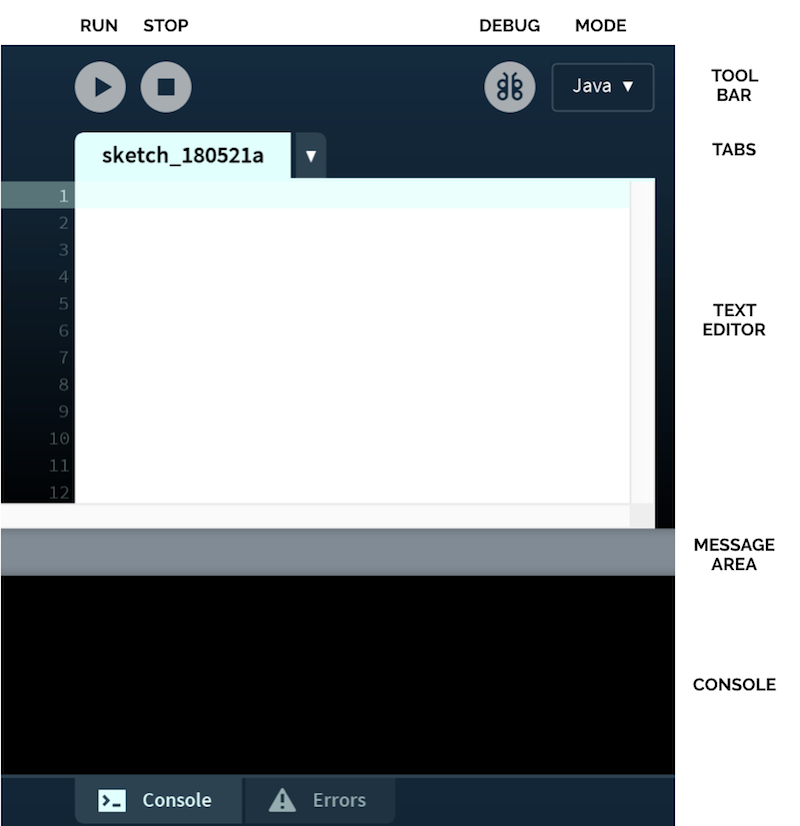 RUN STOP DEBUG MODE
Java ▼
TOOL
BAR
sketch_180521a ▼
TABS
1
2
3
4
5
6
7
8
9
10
11
12
TEXT
EDITOR
MESSAGE
AREA
CONSOLE
Console Errors